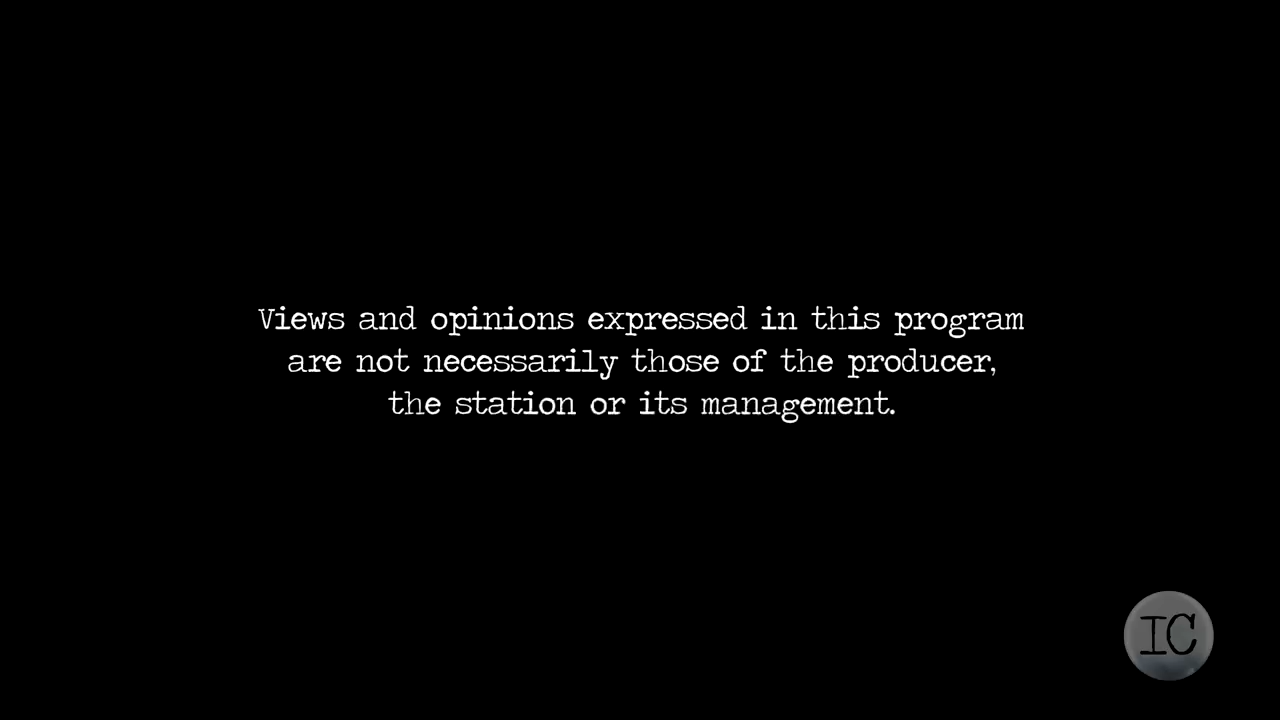 Views and opinions expressed in this program
are not necessarily those of the producer,
the station or its management.
IC